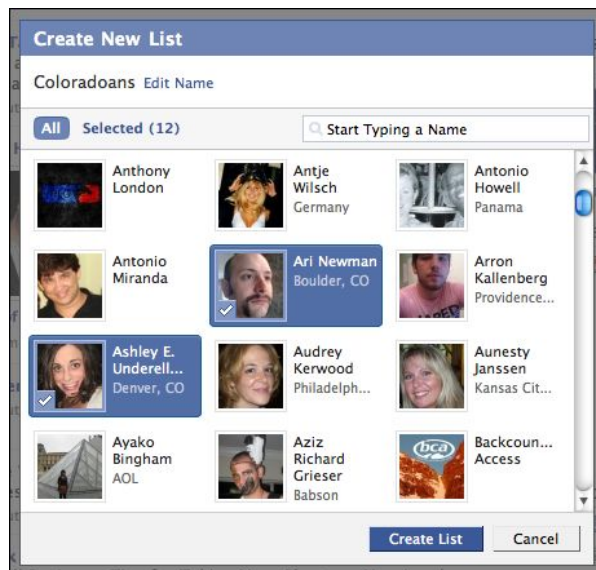 Create New List
Coloradoans Edit Name
All Selected (12) Start Typing a Name
Anthony
London
Antje
Wilsch
Germany
Antonio
Howell
Panama
Antonio
Miranda
Ari Newman
Boulder, CO
Arron
Kallenberg
Providence...
Ashley E.
Underell...
Denver, CO
Audrey
Kerwood
Philadelph...
Aunesty
Janssen
Kansas Cit...
Ayako
Bingham
AOL
Aziz
Richard
Grieser
Babson
bca
Backcoun...
Access
Create List Cancel